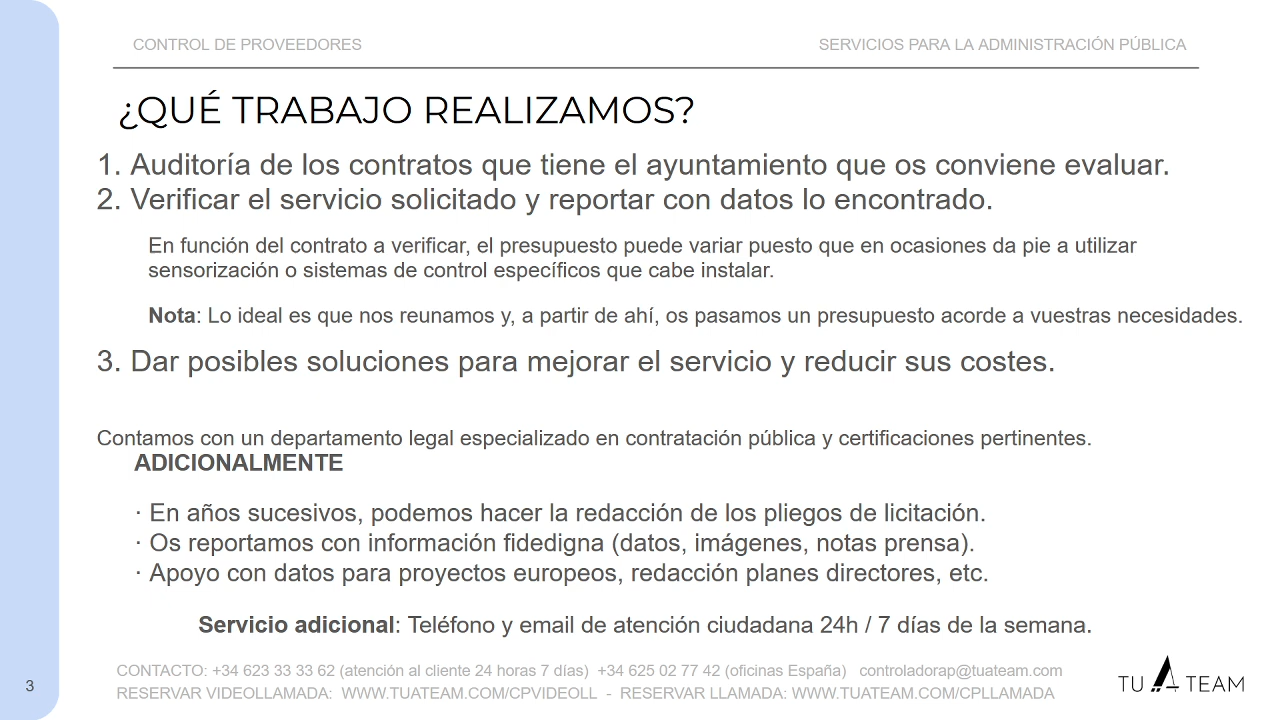 CONTROL DE PROVEEDORES
SERVICIOS PARA LA ADMINISTRACIÓN PÚBLICA
¿QUÉ TRABAJO REALIZAMOS?
1. Auditoría de los contratos que tiene el ayuntamiento que os conviene evaluar.
2. Verificar el servicio solicitado y reportar con datos lo encontrado.
En función del contrato a verificar, el presupuesto puede variar puesto que en ocasiones da pie a utilizar
sensorización o sistemas de control específicos que cabe instalar.
Nota: Lo ideal es que nos reunamos y, a partir de ahí, os pasamos un presupuesto acorde a vuestras necesidades.
3. Dar posibles soluciones para mejorar el servicio y reducir sus costes.
Contamos con un departamento legal especializado en contratación pública y certificaciones pertinentes.
ADICIONALMENTE
· En años sucesivos, podemos hacer la redacción de los pliegos de licitación.
· Os reportamos con información fidedigna (datos, imágenes, notas prensa).
· Apoyo con datos para proyectos europeos, redacción planes directores, etc.
Servicio adicional: Teléfono y email de atención ciudadana 24h / 7 días de la semana.
CONTACTO: +34 623 33 33 62 (atención al cliente 24 horas 7 días)  +34 625 02 77 42 (oficinas España)  controladorap@tuateam.com
RESERVAR VIDEOLLAMADA:  WWW.TUATEAM.COM/CPVIDEOLL  -  RESERVAR LLAMADA: WWW.TUATEAM.COM/CPLLAMADA
3
TU A TEAM